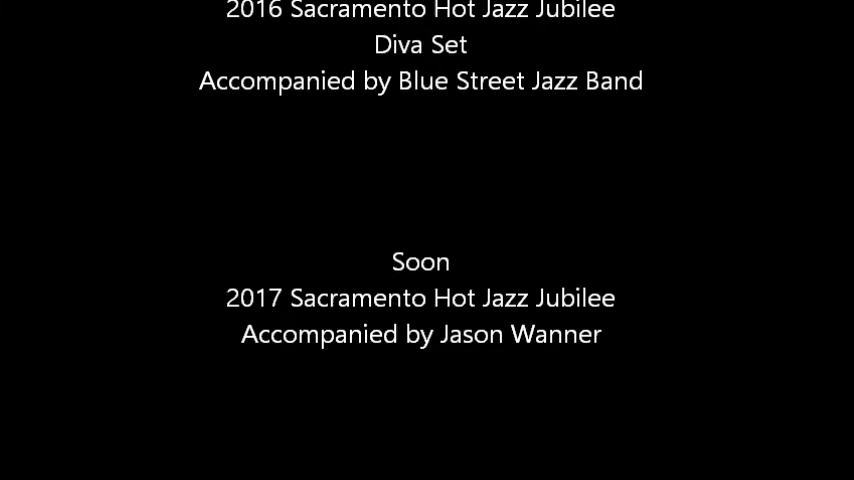 2016 Sacramento Hot Jazz Jubilee
Diva Set
Accompanied by Blue Street Jazz Band
Soon
2017 Sacramento Hot Jazz Jubilee
Accompanied by Jason Wanner